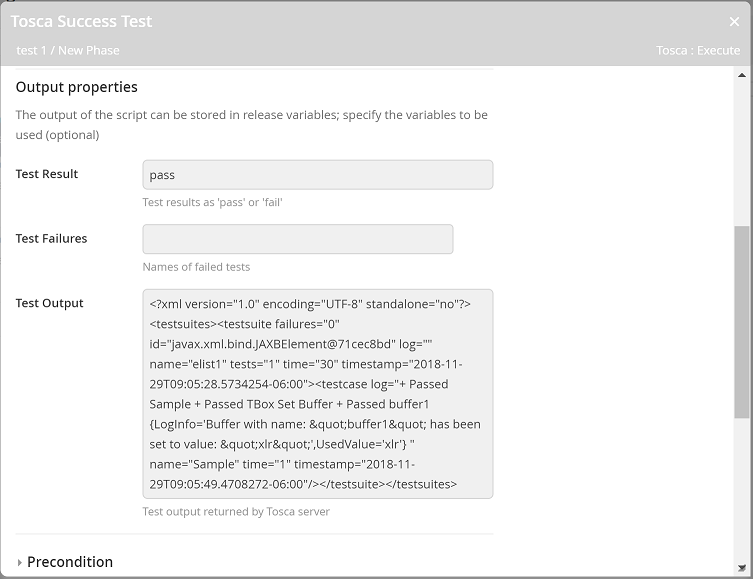 Tosca Success Test
test 1 / New Phase
Tosca : Execute
Output properties
The output of the script can be stored in release variables; specify the variables to be
used (optional)
Test Result
pass
Test results as 'pass' or 'fail'
Test Failures
Names of failed tests
Test Output
<?xml version="1.0" encoding="UTF-8" standalone="no"?>
<testsuites><testsuite failures="0"
id="javax.xml.bind.JAXBElement@71cec8bd" log=""
name="elist1" tests="1" time="30" timestamp="2018-11-
29T09:05:28.5734254-06:00"><testcase log="+ Passed
Sample + Passed TBox Set Buffer + Passed buffer1
{LogInfo='Buffer with name: &quot;buffer1&quot; has been
set to value: &quot;xlr&quot;',UsedValue='xlr'} "
name="Sample" time="1" timestamp="2018-11-
29T09:05:49.4708272-06:00"/></testsuite></testsuites>
Test output returned by Tosca server
Precondition